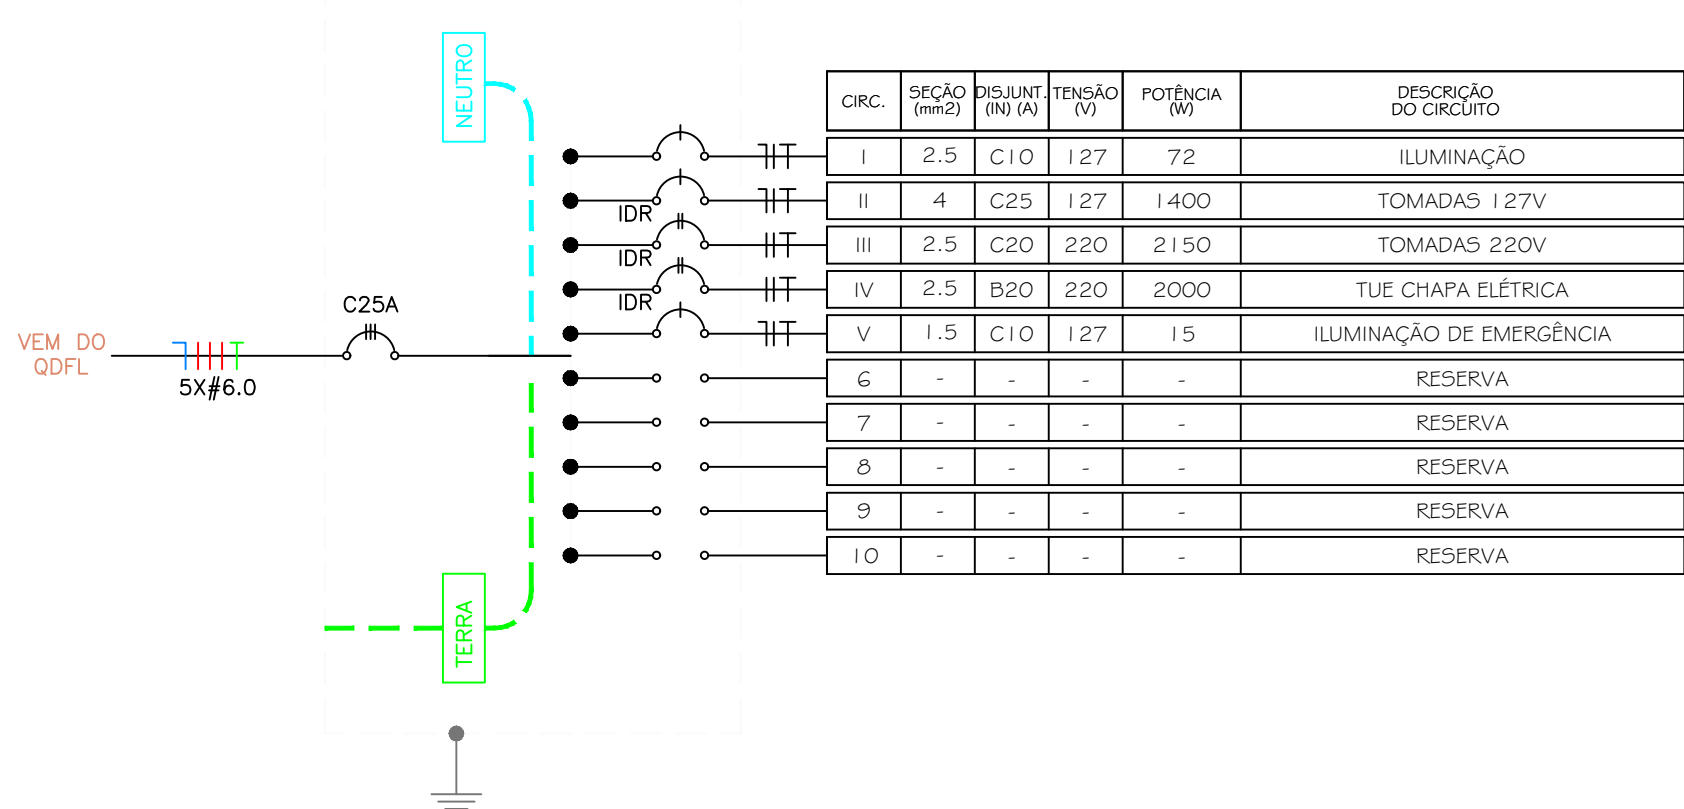 NEUTRO
CIRC. SEÇÃO (mm2) DISJUNT. (IN) (A) TENSÃO (V) POTÊNCIA (W) DESCRIÇÃO DO CIRCUITO
I 2.5 C10 127 72 ILUMINAÇÃO
II 4 C25 127 1400 TOMADAS 127V
IDR
III 2.5 C20 220 2150 TOMADAS 220V
IDR
IV 2.5 B20 220 2000 TUE CHAPA ELÉTRICA
IDR
V 1.5 C10 127 15 ILUMINAÇÃO DE EMERGÊNCIA
C25A
VEM DO
QDFL
5X#6.0
6 - - - - RESERVA
7 - - - - RESERVA
8 - - - - RESERVA
9 - - - - RESERVA
10 - - - - RESERVA
TERRA